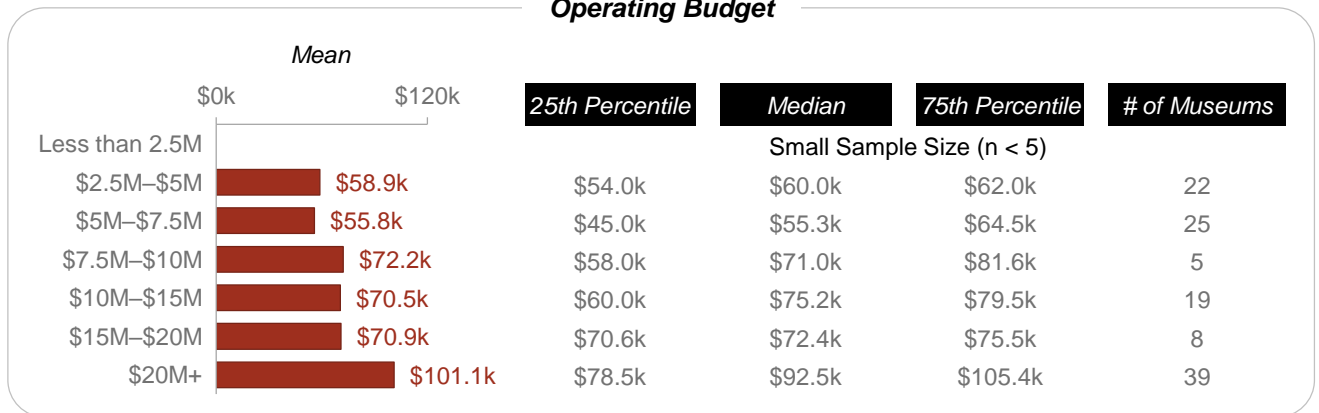 Operating Budget
Mean
$0k $120k 25th Percentile Median 75th Percentile # of Museums
Less than 2.5M Small Sample Size (n < 5)
$2.5M–$5M $58.9k $54.0k $60.0k $62.0k 22
$5M–$7.5M $55.8k $45.0k $55.3k $64.5k 25
$7.5M–$10M $72.2k $58.0k $71.0k $81.6k 5
$10M–$15M $70.5k $60.0k $75.2k $79.5k 19
$15M–$20M $70.9k $70.6k $72.4k $75.5k 8
$20M+ $101.1k $78.5k $92.5k $105.4k 39